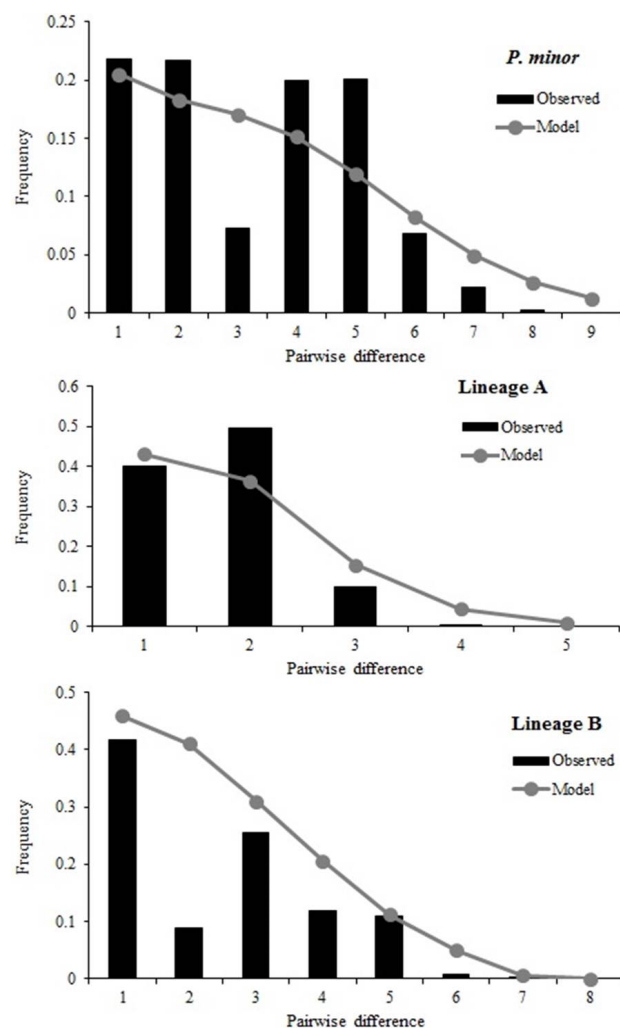 P. minor
Observed
Model
0.25
0.2
0.15
0.1
0.05
0
Frequency
1 2 3 4 5 6 7 8 9
Pairwise difference
Lineage A
Observed
Model
0.6
0.5
0.4
0.3
0.2
0.1
0
Frequency
1 2 3 4 5
Pairwise difference
Lineage B
Observed
Model
0.5
0.4
0.3
0.2
0.1
0
Frequency
1 2 3 4 5 6 7 8
Pairwise difference